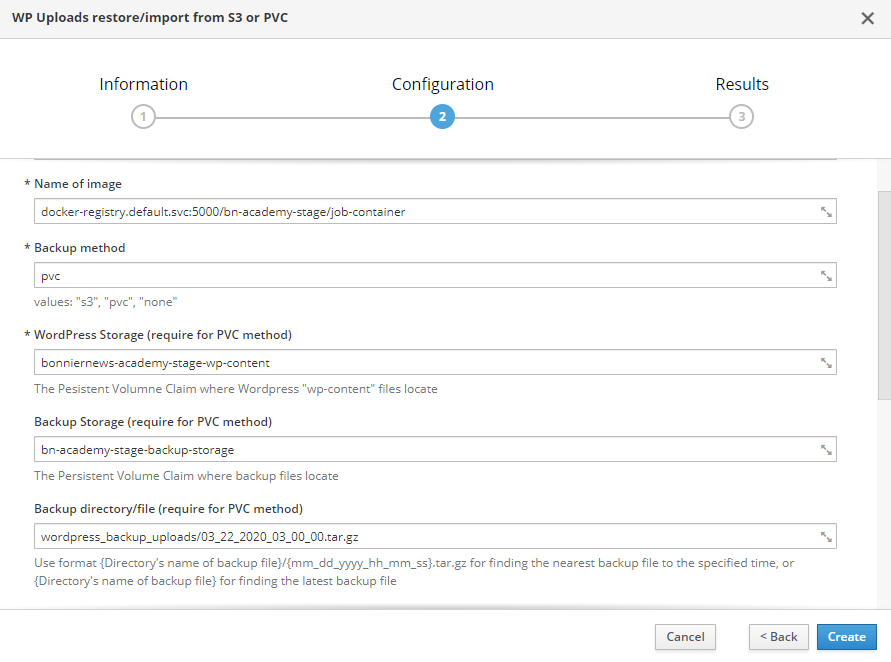 WP Uploads restore/import from S3 or PVC
Information
Configuration
Results
1
2
3
* Name of image
docker-registry.default.svc:5000/bn-academy-stage/job-container
* Backup method
pvc
values: "s3", "pvc", "none"
* WordPress Storage (require for PVC method)
bonniernews-academy-stage-wp-content
The Pesistent Volumne Claim where Wordpress "wp-content" files locate
Backup Storage (require for PVC method)
bn-academy-stage-backup-storage
The Persistent Volume Claim where backup files locate
Backup directory/file (require for PVC method)
wordpress_backup_uploads/03_22_2020_03_00_00.tar.gz
Use format {Directory's name of backup file}/{mm_dd_yyyy_hh_mm_ss}.tar.gz for finding the nearest backup file to the specified time, or
{Directory's name of backup file} for finding the latest backup file
Cancel
< Back
Create